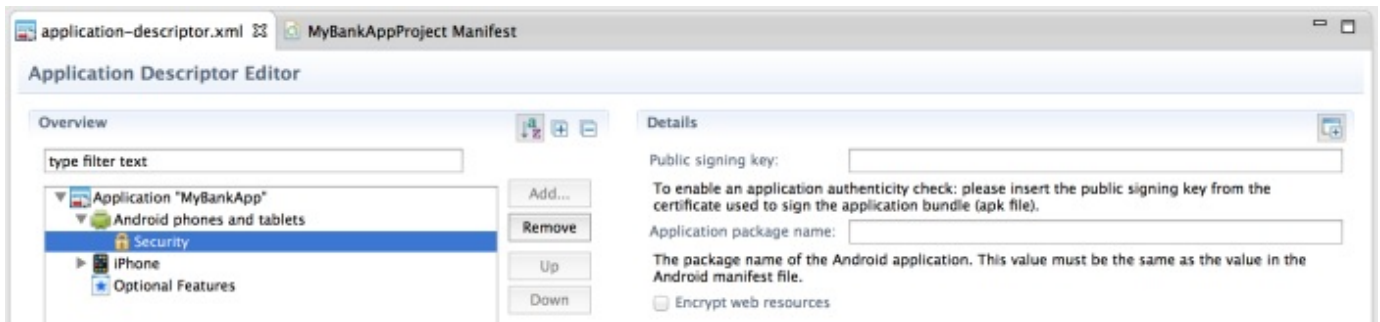 application-descriptor.xml MyBankAppProject Manifest
Application Descriptor Editor
Overview
type filter text
Application "MyBankApp"
Android phones and tablets
Security
iPhone
Optional Features
Add...
Remove
Up
Down
Details
Public signing key:
To enable an application authenticity check: please insert the public signing key from the
certificate used to sign the application bundle (apk file).
Application package name:
The package name of the Android application. This value must be the same as the value in the
Android manifest file.
Encrypt web resources